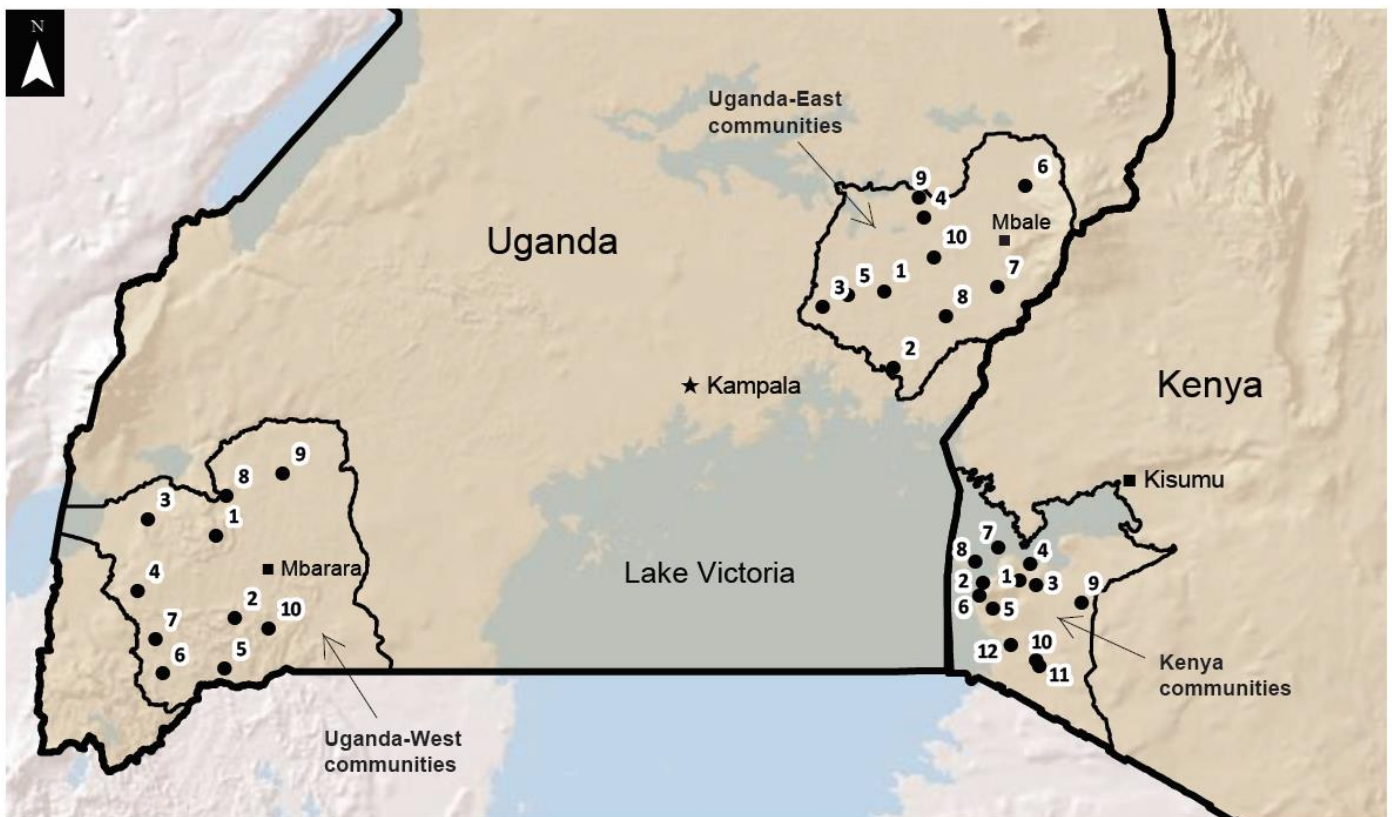 N
Uganda-East
communities
6
9
4
Mbale
Uganda
10
7
5
1
3
8
2
Kampala
Kenya
9
8
Kisumu
3
1
7
4
8
Mbarara
Lake Victoria
2
1
3
9
4
6
5
2
10
7
12
10
5
6
11
Kenya
communities
Uganda-West
communities